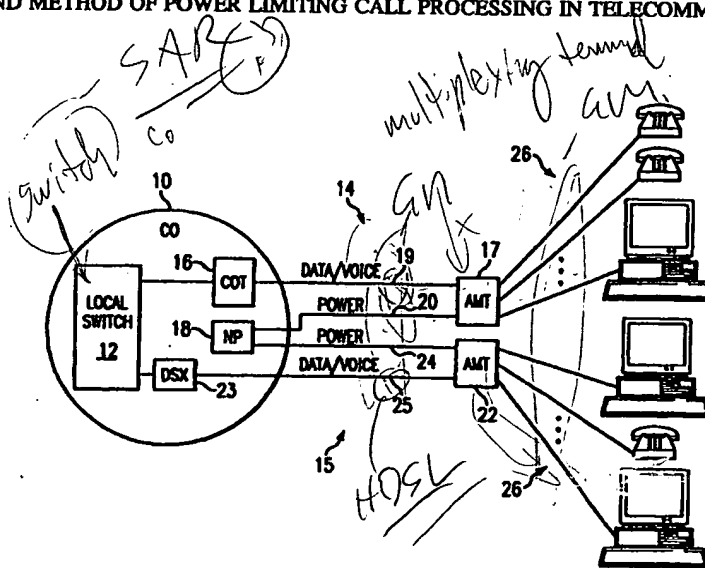 ND METHOD OF POWER LIMITING CALL PROCESSING IN TELECOMM
SAR
multiplexing terminal
switch
CO
10
CO
14
26
16
COT
DATA/VOICE
19
17
LOCAL
SWITCH
12
18
NP
POWER
20
AMT
POWER
24
DSX
23
DATA/VOICE
25
AMT
22
15
HDSL
26